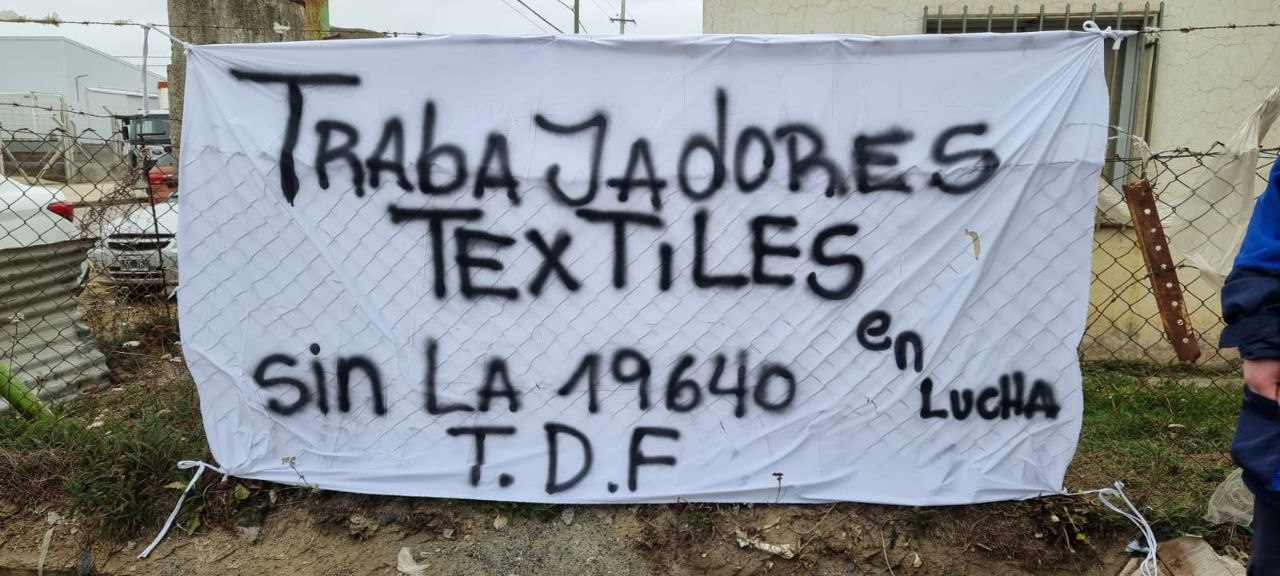 TRABAJADORES
TEXTILES
en
LUCHA
sin LA 19640
T.D.F